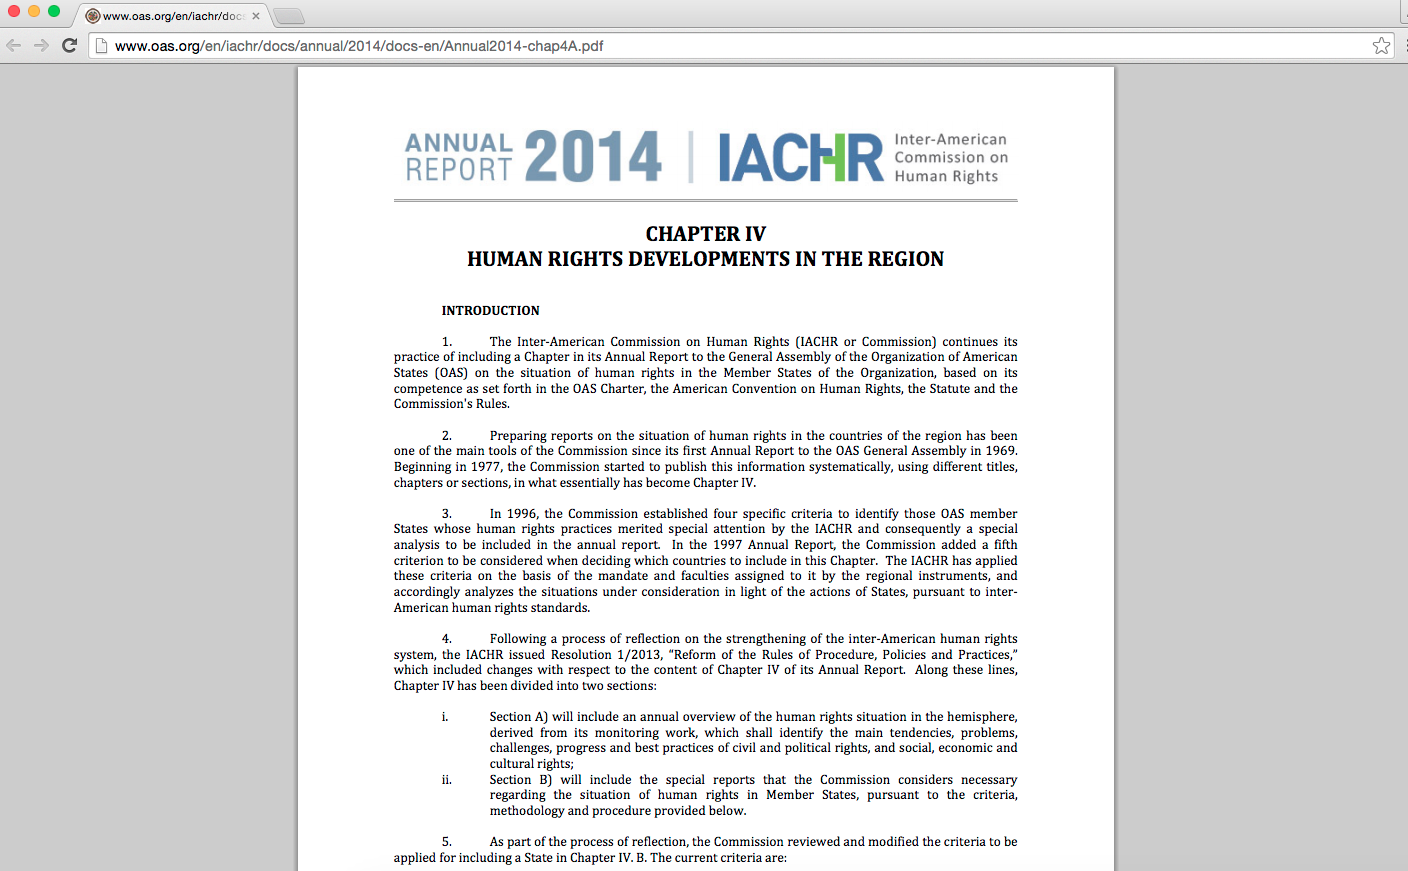 www.oas.org/en/iachr/doc
www.oas.org/en/iachr/docs/annual/2014/docs-en/Annual2014-chap4A.pdf
ANNUAL REPORT 2014 | IACHR Inter-American Commission on Human Rights
CHAPTER IV
HUMAN RIGHTS DEVELOPMENTS IN THE REGION
INTRODUCTION
1. The Inter-American Commission on Human Rights (IACHR or Commission) continues its
practice of including a Chapter in its Annual Report to the General Assembly of the Organization of American
States (OAS) on the situation of human rights in the Member States of the Organization, based on its
competence as set forth in the OAS Charter, the American Convention on Human Rights, the Statute and the
Commission's Rules.
2. Preparing reports on the situation of human rights in the countries of the region has been
one of the main tools of the Commission since its first Annual Report to the OAS General Assembly in 1969.
Beginning in 1977, the Commission started to publish this information systematically, using different titles,
chapters or sections, in what essentially has become Chapter IV.
3. In 1996, the Commission established four specific criteria to identify those OAS member
States whose human rights practices merited special attention by the IACHR and consequently a special
analysis to be included in the annual report. In the 1997 Annual Report, the Commission added a fifth
criterion to be considered when deciding which countries to include in this Chapter. The IACHR has applied
these criteria on the basis of the mandate and faculties assigned to it by the regional instruments, and
accordingly analyzes the situations under consideration in light of the actions of States, pursuant to inter-
American human rights standards.
4. Following a process of reflection on the strengthening of the inter-American human rights
system, the IACHR issued Resolution 1/2013, “Reform of the Rules of Procedure, Policies and Practices,”
which included changes with respect to the content of Chapter IV of its Annual Report. Along these lines,
Chapter IV has been divided into two sections:
i. Section A) will include an annual overview of the human rights situation in the hemisphere,
derived from its monitoring work, which shall identify the main tendencies, problems,
challenges, progress and best practices of civil and political rights, and social, economic and
cultural rights;
ii. Section B) will include the special reports that the Commission considers necessary
regarding the situation of human rights in Member States, pursuant to the criteria,
methodology and procedure provided below.
5. As part of the process of reflection, the Commission reviewed and modified the criteria to be
applied for including a State in Chapter IV. B. The current criteria are: